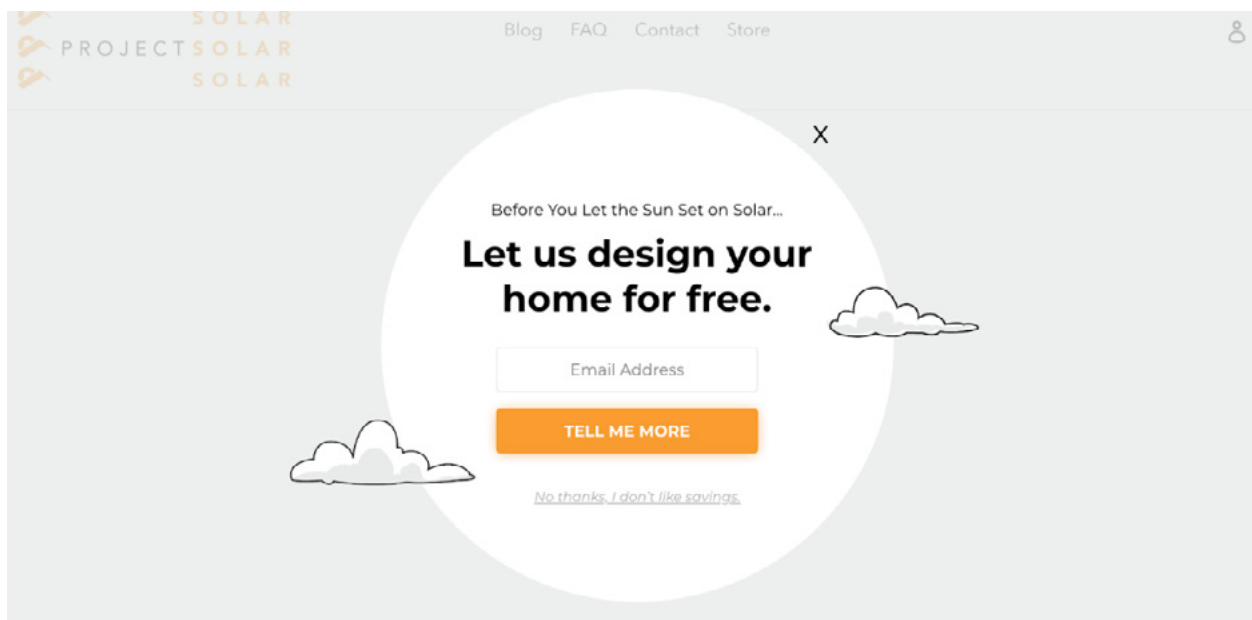 SOLAR
PROJECTSOLAR
SOLAR
Blog FAQ Contact Store
X
Before You Let the Sun Set on Solar...
Let us design your
home for free.
Email Address
TELL ME MORE
No thanks, I don't like savings.